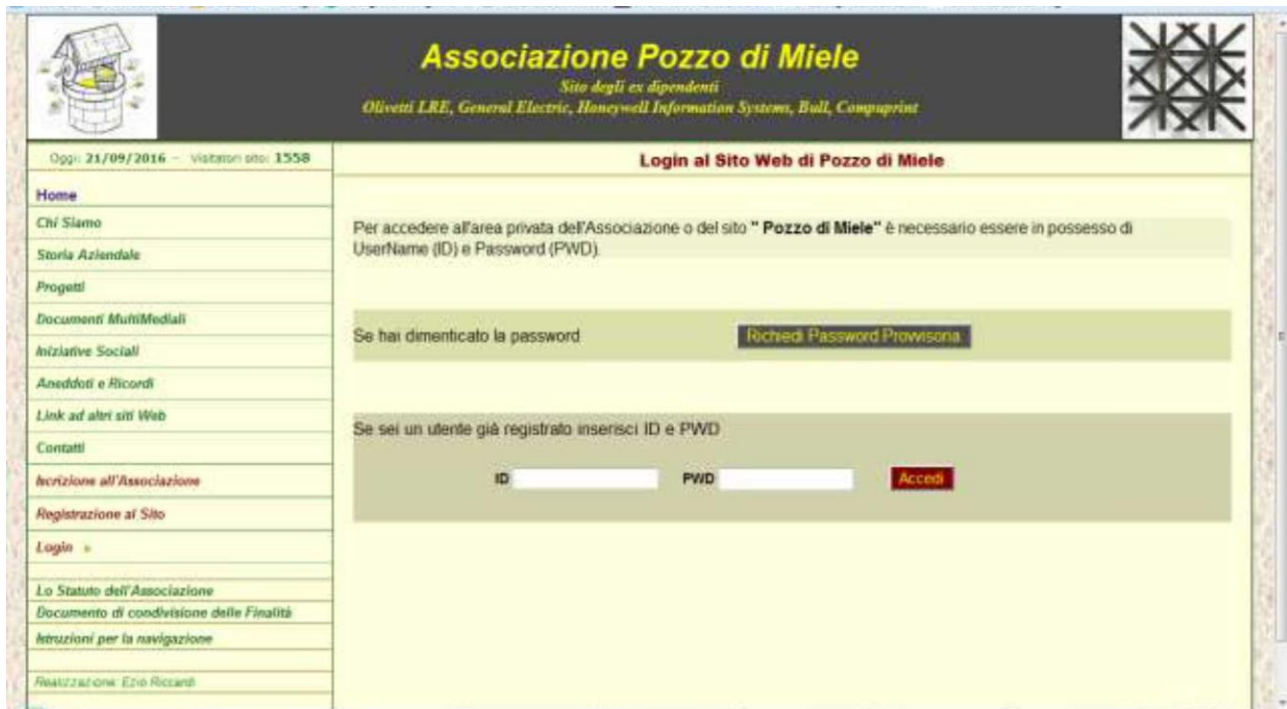 Associazione Pozzo di Miele
Sito degli ex dipendenti
Olivetti LRE, General Electric, Honeywell Information Systems, Bull, Compuprint
Oggi: 21/09/2016 - Visitatori sito: 1558
Login al Sito Web di Pozzo di Miele
Home
Chi Siamo
Storia Aziendale
Progetti
Documenti MultiMediali
Iniziative Sociali
Aneddoti e Ricordi
Link ad altri siti Web
Contatti
Iscrizione all'Associazione
Registrazione al Sito
Login »
Lo Statuto dell'Associazione
Documento di condivisione delle Finalità
Istruzioni per la navigazione
Realizzazione: Ezio Riccardi
Per accedere all'area privata dell'Associazione o del sito " Pozzo di Miele" è necessario essere in possesso di
UserName (ID) e Password (PWD).
Se hai dimenticato la password
Richiedi Password Provvisoria
Se sei un utente già registrato inserisci ID e PWD
ID PWD Accedi